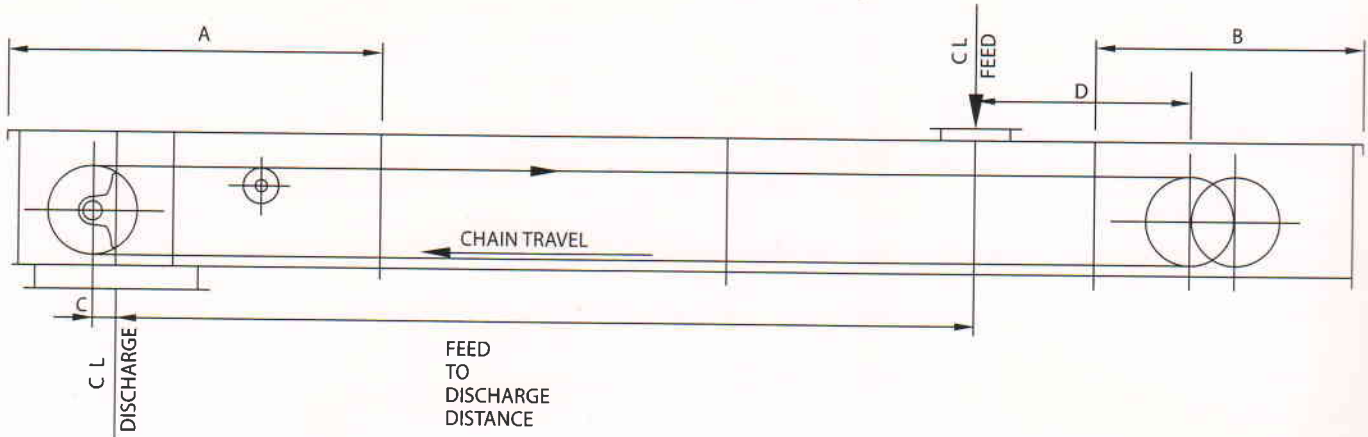 A
C L
FEED
B
D
CHAIN TRAVEL
C
C L
DISCHARGE
FEED
TO
DISCHARGE
DISTANCE